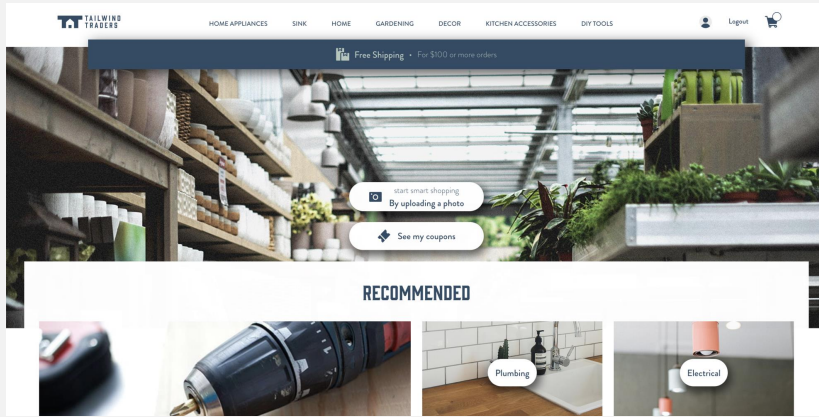 TAILWIND
TRADERS
HOME APPLIANCES
SINK
HOME
GARDENING
DECOR
KITCHEN ACCESSORIES
DIY TOOLS
Logout
Free Shipping • For $100 or more orders
start smart shopping
By uploading a photo
See my coupons
RECOMMENDED
Plumbing
Electrical